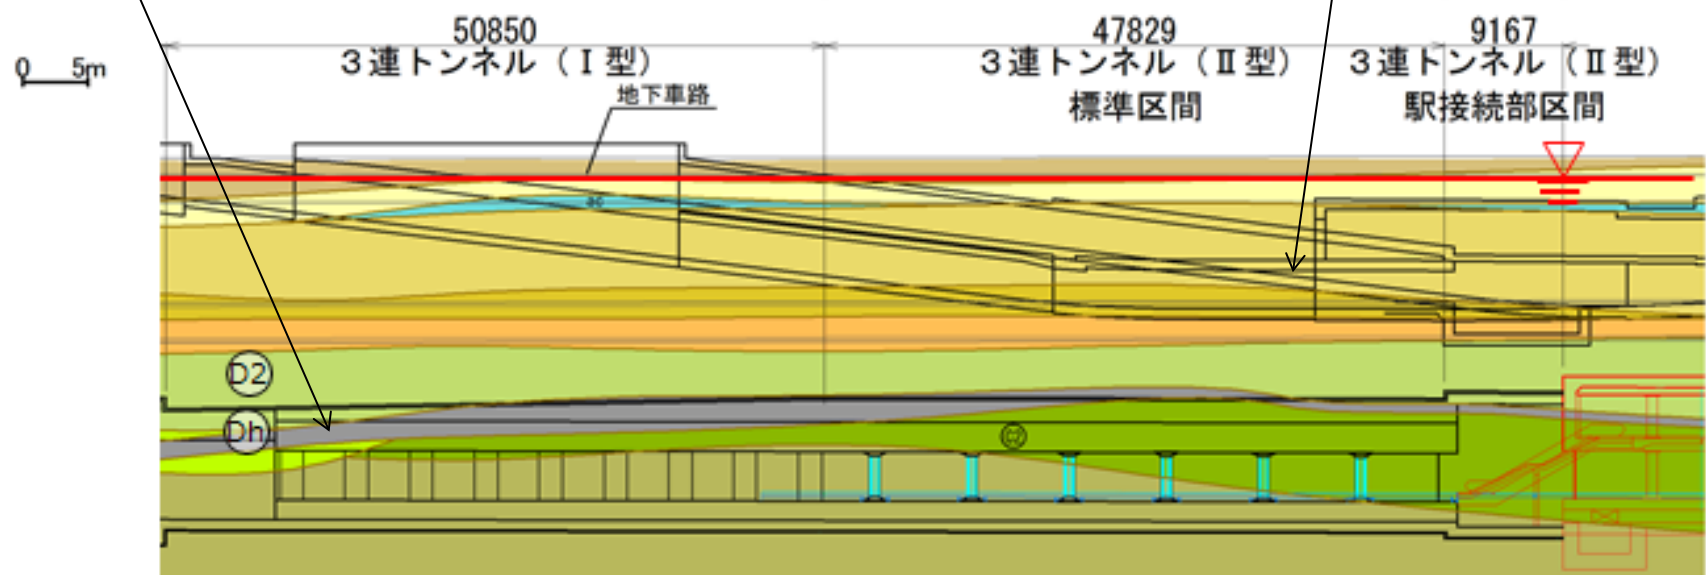 50850
47829
9167
0 5m
3連トンネル（Ⅰ型）
3連トンネル（Ⅱ型）
3連トンネル（Ⅱ型）
地下車路
標準区間
駅接続部区間
D2
Dh